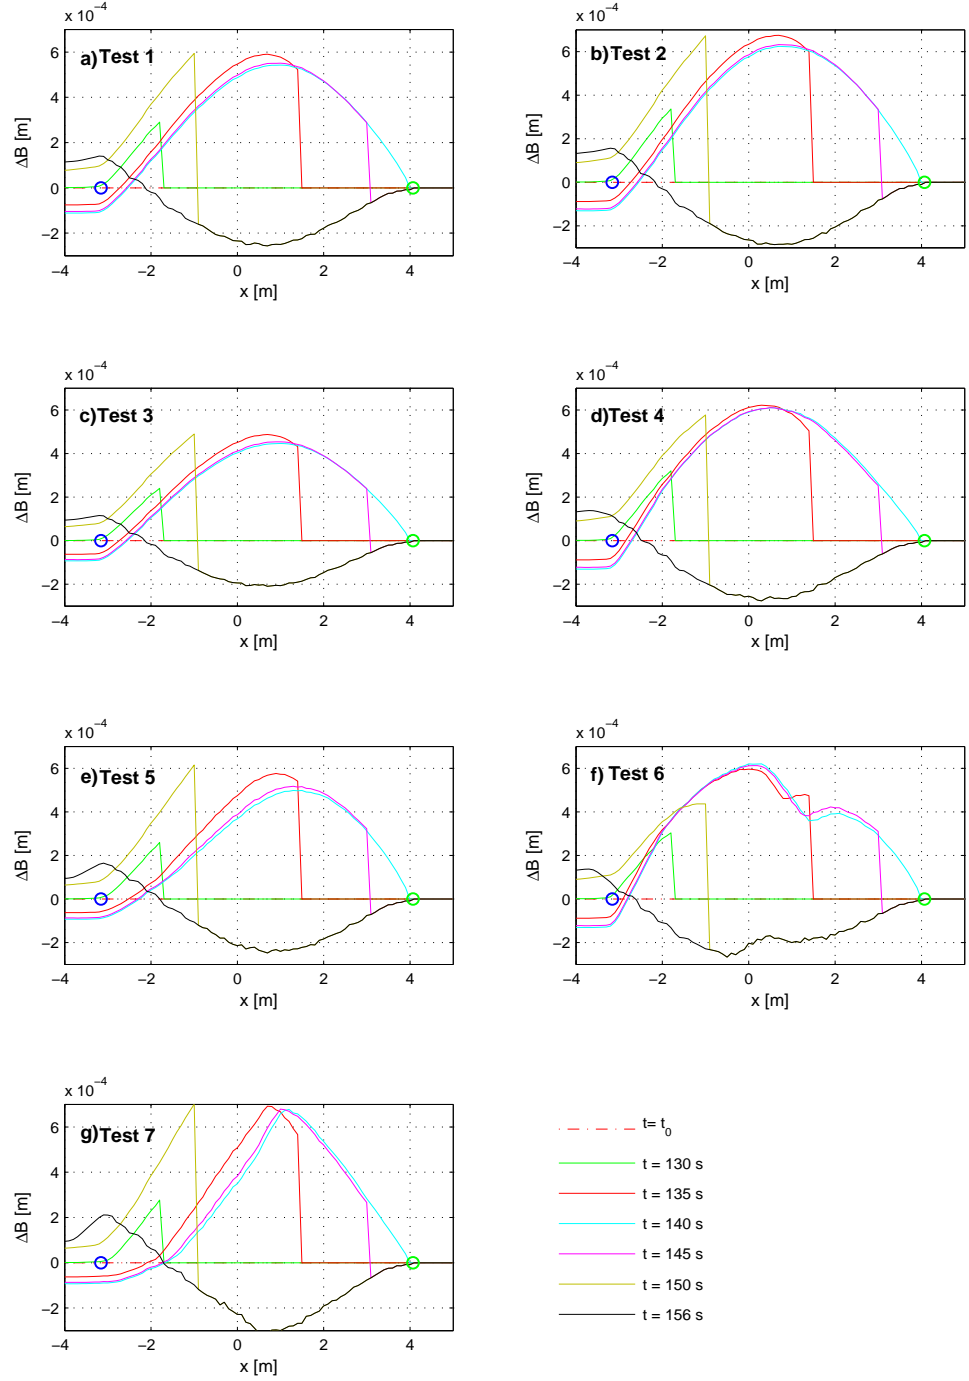 x 10−4
a)Test 1
6
4
2
0
−2
ΔB [m]
−4 −2 0 2 4
x [m]
x 10−4
b)Test 2
6
4
2
0
−2
ΔB [m]
−4 −2 0 2 4
x [m]
x 10−4
c)Test 3
6
4
2
0
−2
ΔB [m]
−4 −2 0 2 4
x [m]
x 10−4
d)Test 4
6
4
2
0
−2
ΔB [m]
−4 −2 0 2 4
x [m]
x 10−4
e)Test 5
6
4
2
0
−2
ΔB [m]
−4 −2 0 2 4
x [m]
x 10−4
f) Test 6
6
4
2
0
−2
ΔB [m]
−4 −2 0 2 4
x [m]
x 10−4
g)Test 7
6
4
2
0
−2
ΔB [m]
−4 −2 0 2 4
x [m]
t= t0
t = 130 s
t = 135 s
t = 140 s
t = 145 s
t = 150 s
t = 156 s